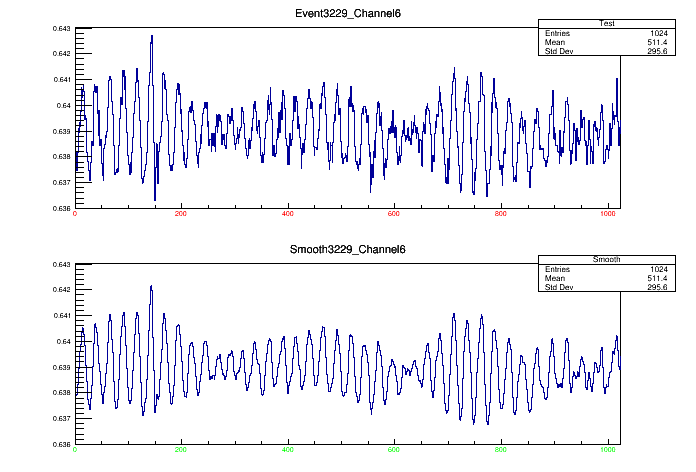 Event3229_Channel6
Test
Entries 1024
Mean 511.4
Std Dev 295.6
0.643
0.642
0.641
0.64
0.639
0.638
0.637
0.636
0 200 400 600 800 1000
Smooth3229_Channel6
Smooth
Entries 1024
Mean 511.4
Std Dev 295.6
0.643
0.642
0.641
0.64
0.639
0.638
0.637
0.636
0 200 400 600 800 1000